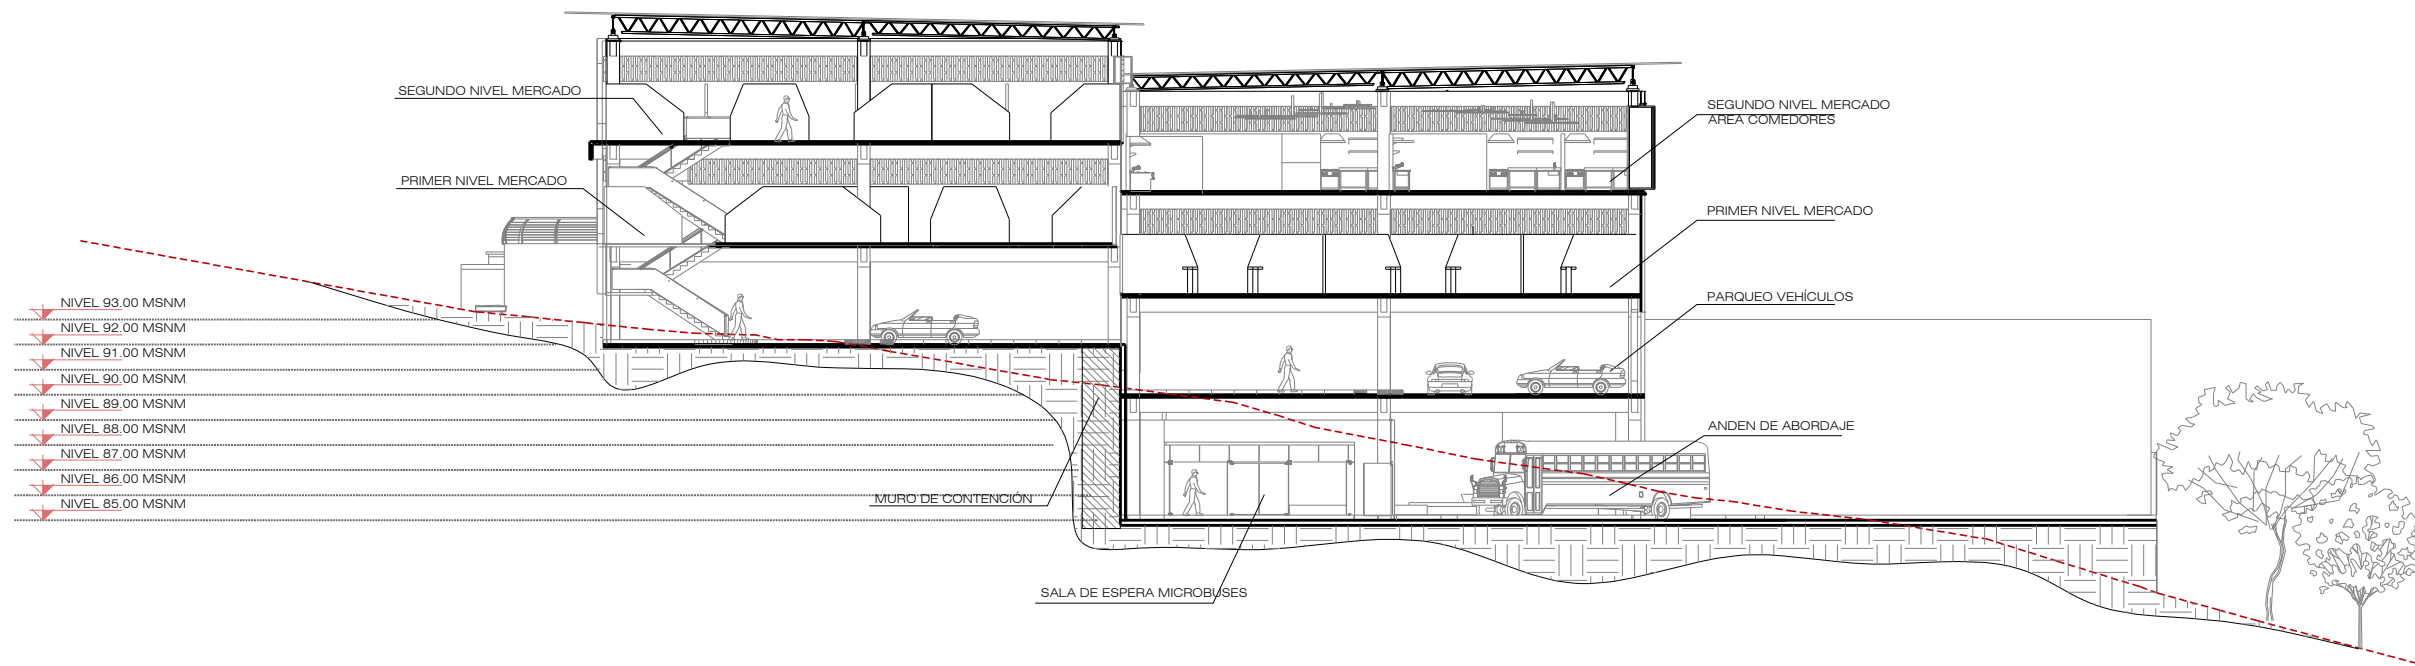 SEGUNDO NIVEL MERCADO
SEGUNDO NIVEL MERCADO
AREA COMEDORES
PRIMER NIVEL MERCADO
PRIMER NIVEL MERCADO
PARQUEO VEHÍCULOS
NIVEL 93.00 MSNM
NIVEL 92.00 MSNM
NIVEL 91.00 MSNM
NIVEL 90.00 MSNM
NIVEL 89.00 MSNM
NIVEL 88.00 MSNM
NIVEL 87.00 MSNM
NIVEL 86.00 MSNM
NIVEL 85.00 MSNM
ANDEN DE ABORDAJE
MURO DE CONTENCIÓN
SALA DE ESPERA MICROBUSES